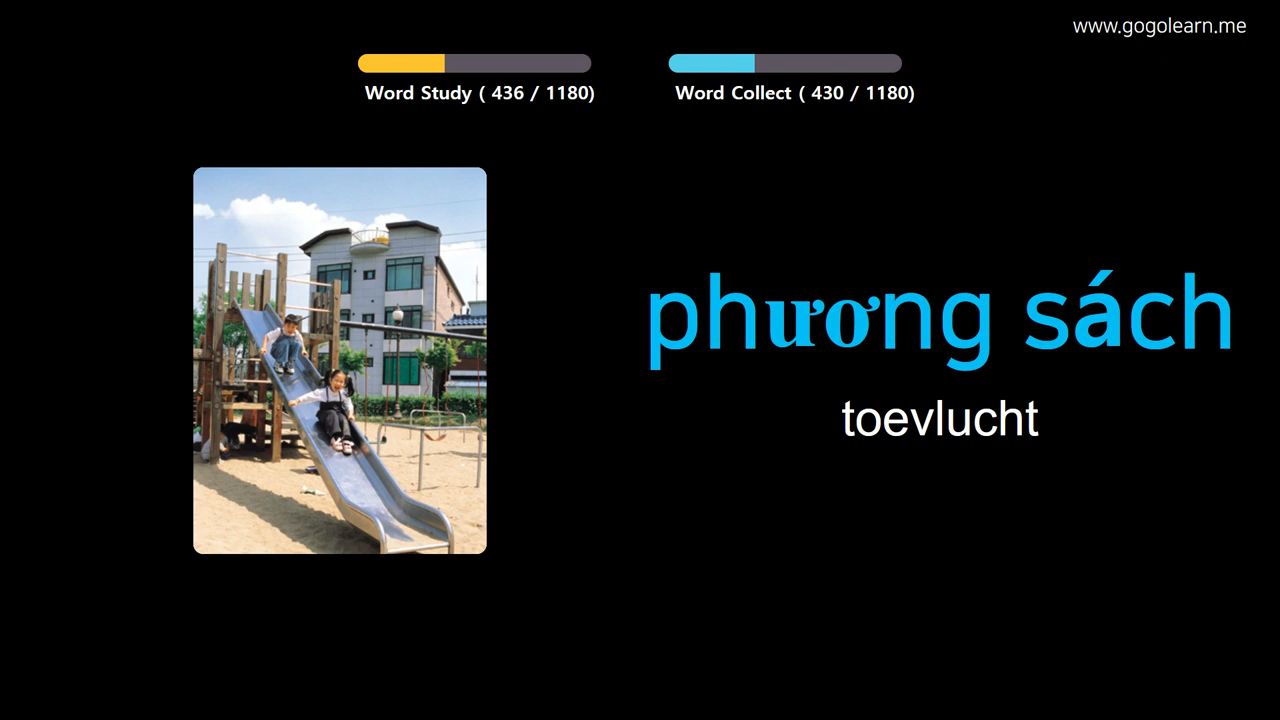 www.gogolearn.me
Word Study ( 436 / 1180)
Word Collect ( 430 / 1180)
phương sách
toevlucht